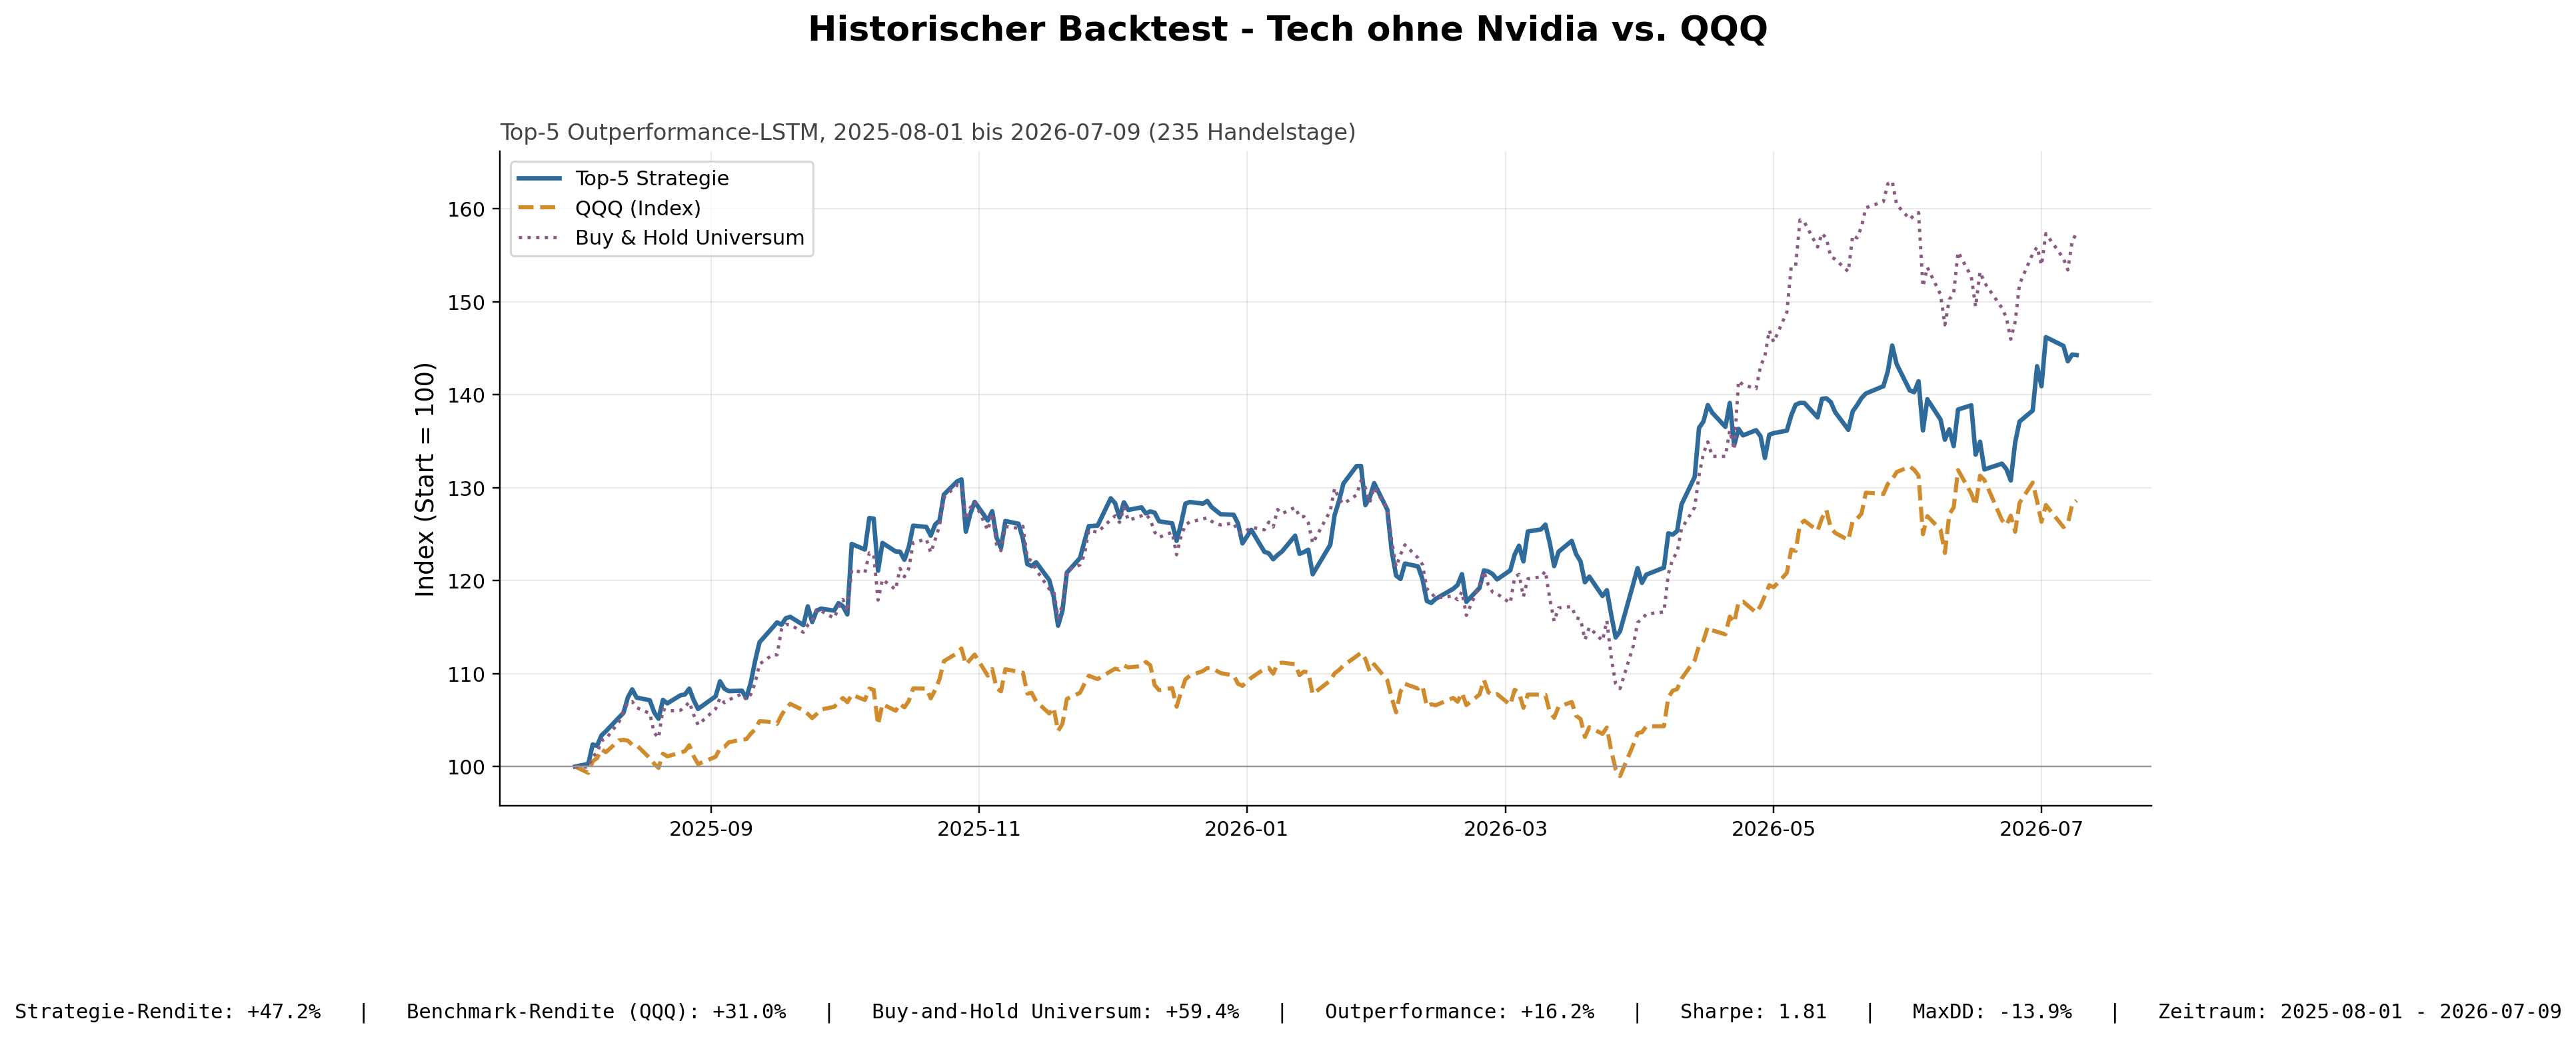 Historischer Backtest - Tech ohne Nvidia vs. QQQ
Top-5 Outperformance-LSTM, 2025-08-01 bis 2026-07-09 (235 Handelstage)
Top-5 Strategie
QQQ (Index)
Buy & Hold Universum
Index (Start = 100)
160
150
140
130
120
110
100
2025-09 2025-11 2026-01 2026-03 2026-05 2026-07
Strategie-Rendite: +47.2% | Benchmark-Rendite (QQQ): +31.0% | Buy-and-Hold Universum: +59.4% | Outperformance: +16.2% | Sharpe: 1.81 | MaxDD: -13.9% | Zeitraum: 2025-08-01 - 2026-07-09